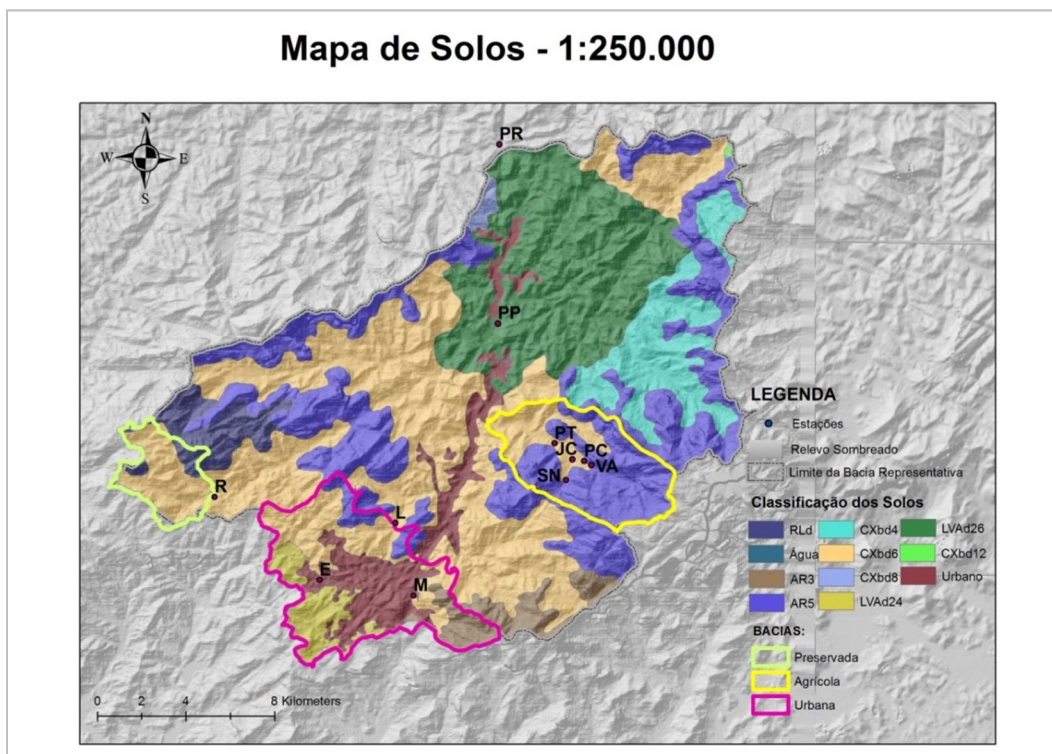 Mapa de Solos - 1:250.000
N
W
E
S
PR
PP
PT
JC
PC
VA
SN
R
L
E
M
LEGENDA
Estações
Relevo Sombreado
Limite da Bacia Representativa
Classificação dos Solos
RLd CXbd4 LVAd26
Água CXbd6 CXbd12
AR3 CXbd8 Urbano
AR5 LVAd24
BACIAS:
Preservada
Agrícola
Urbana
0 2 4 8 Kilometers